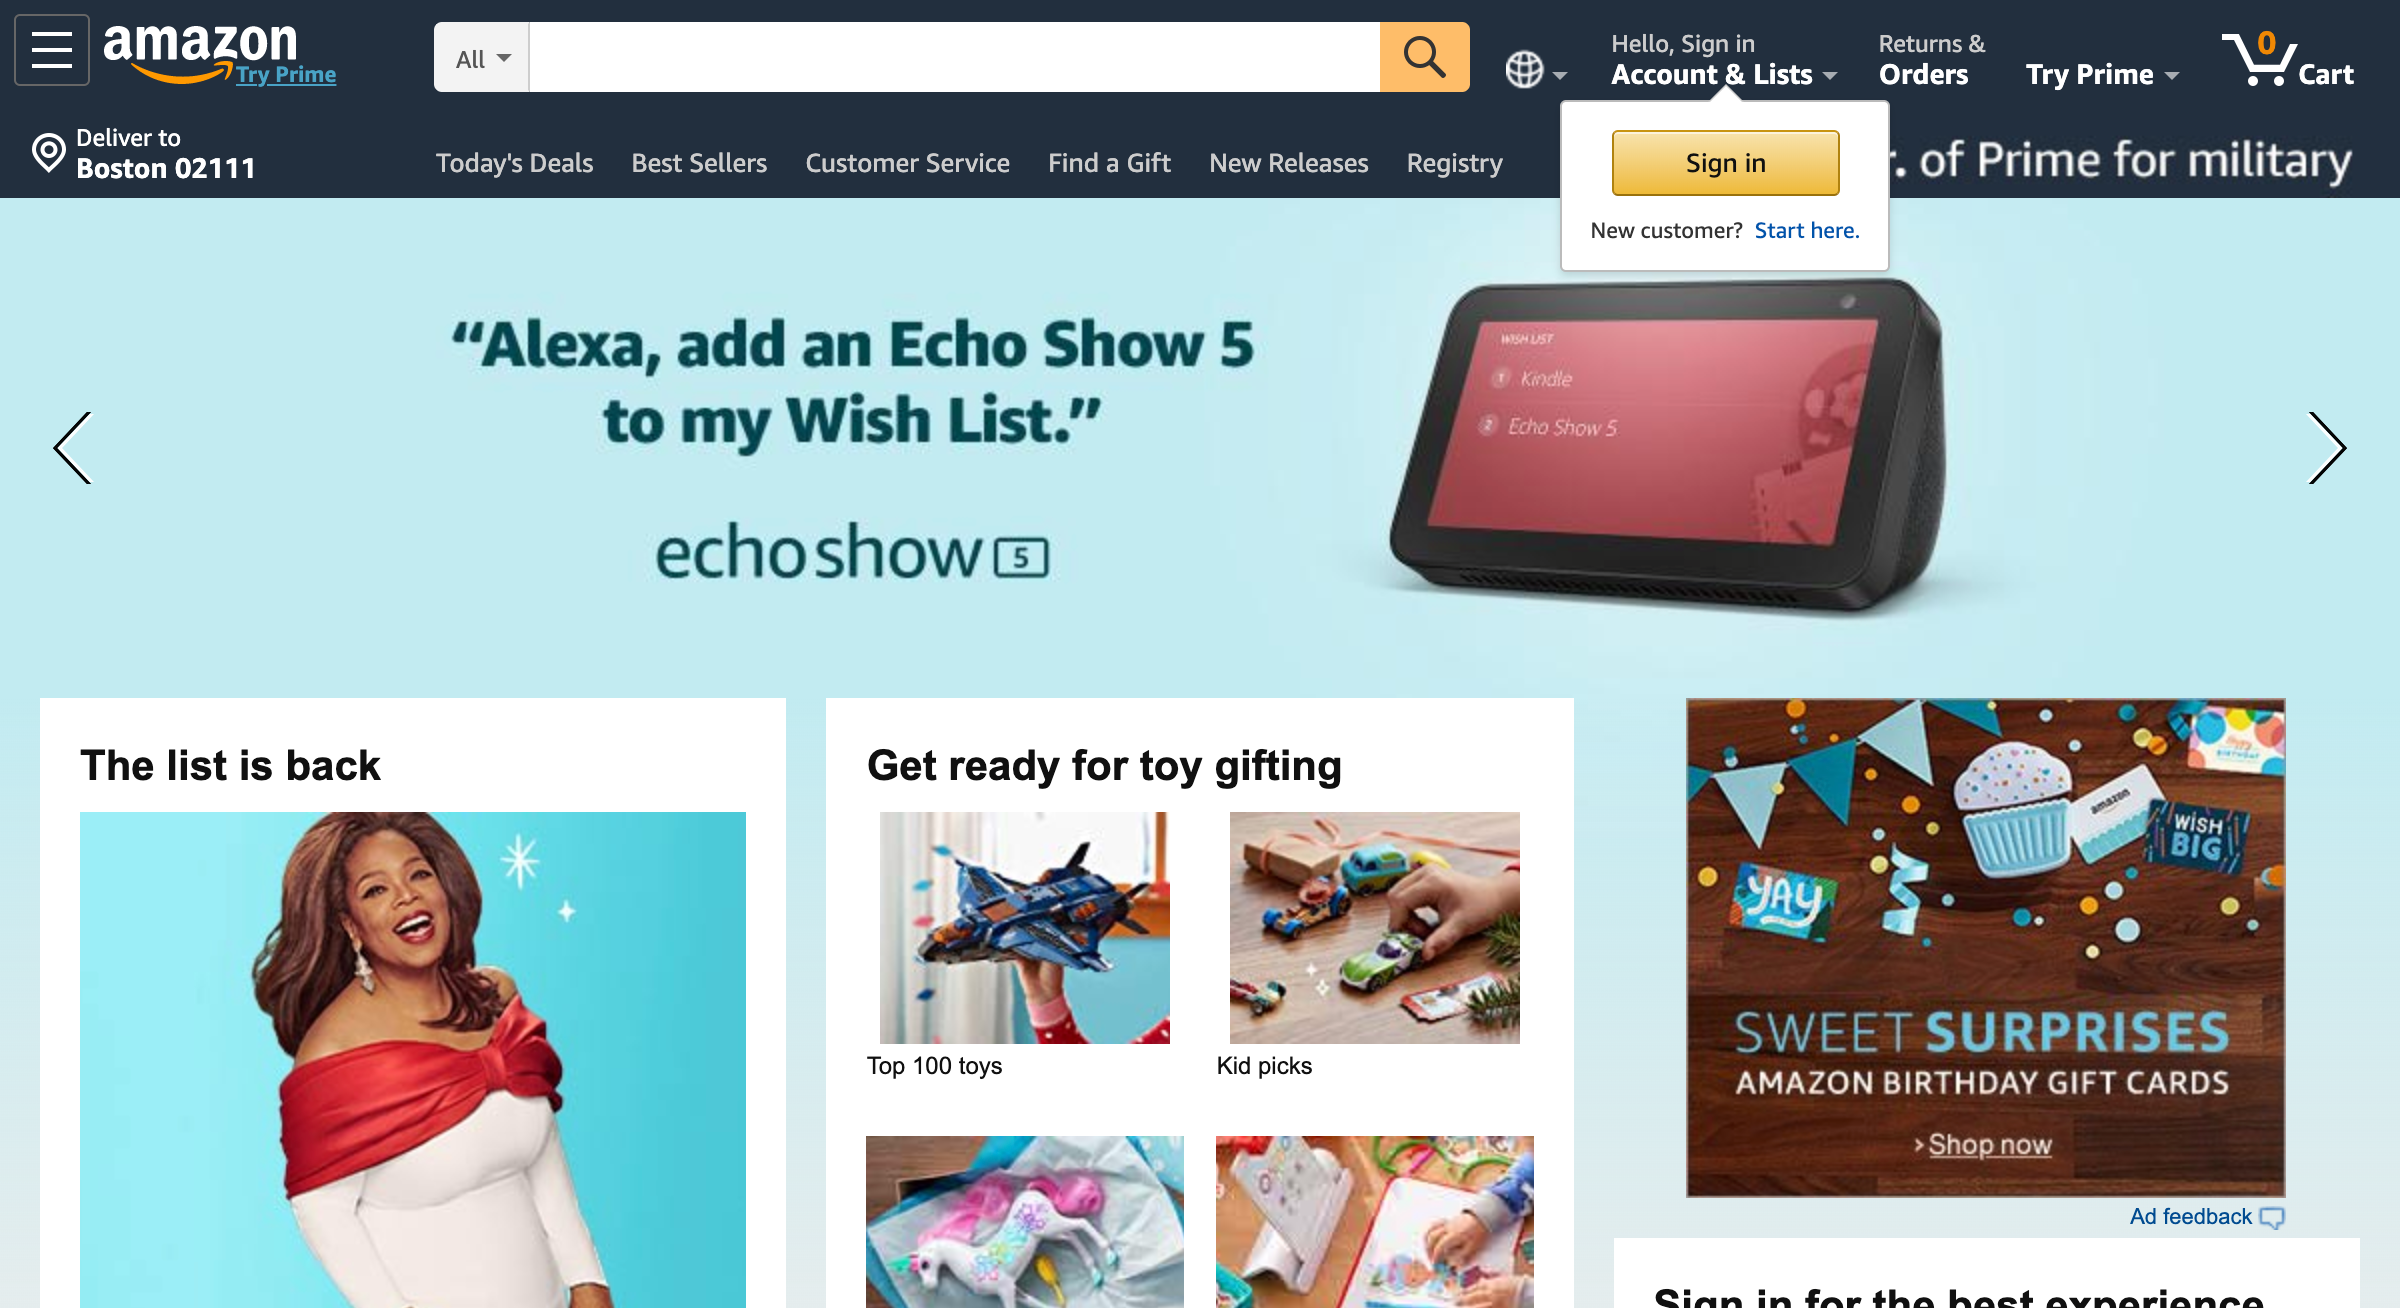 amazon
Try Prime
All
Hello, Sign in
Account & Lists
Returns &
Orders
Try Prime
0
Cart
Deliver to
Boston 02111
Today's Deals
Best Sellers
Customer Service
Find a Gift
New Releases
Registry
Sign in
New customer? Start here.
r. of Prime for military
“Alexa, add an Echo Show 5
to my Wish List.”
echo show 5
WISH LIST
1 Kindle
2 Echo Show 5
The list is back
Get ready for toy gifting
Top 100 toys
Kid picks
BIRTHDAY
amazon
WISH
BIG
YAY
SWEET SURPRISES
AMAZON BIRTHDAY GIFT CARDS
› Shop now
Ad feedback
Sign in for the best experience